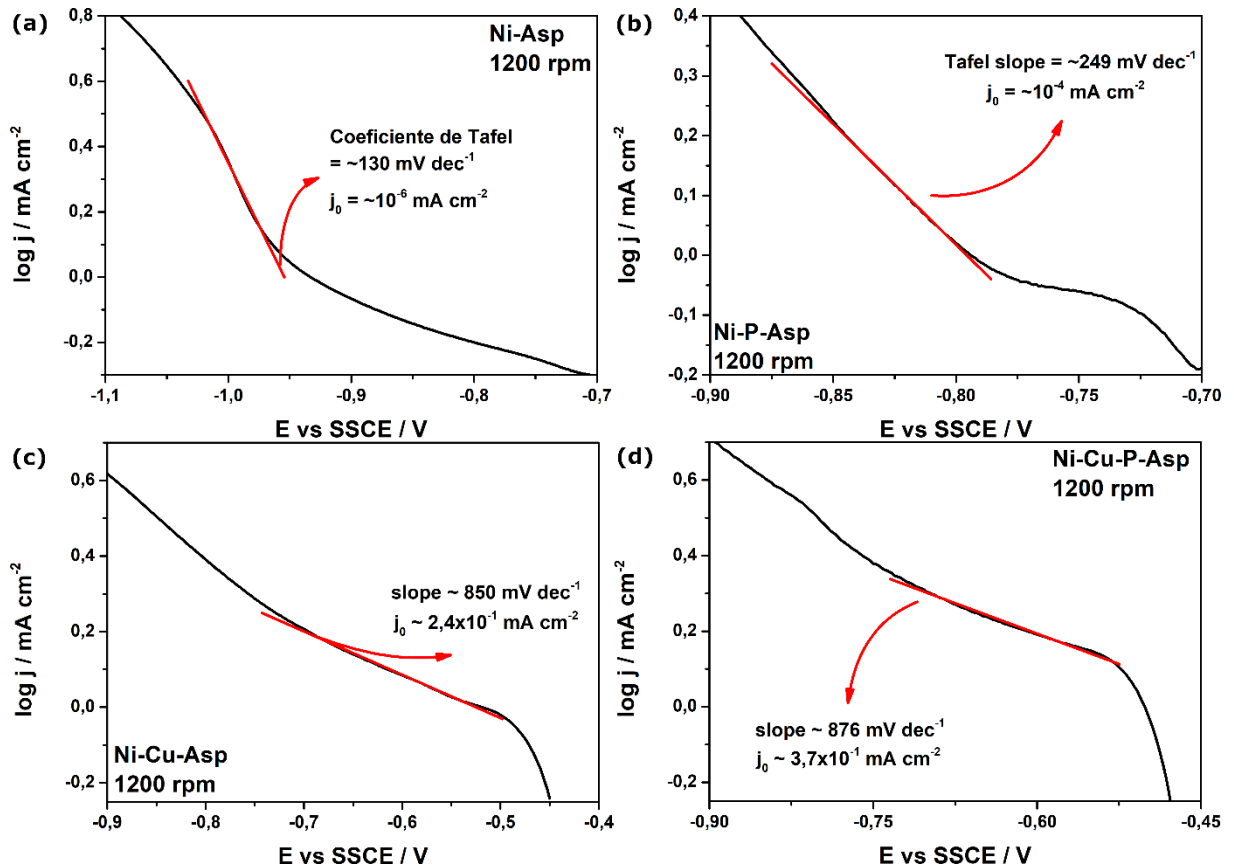 (a)
Ni-Asp
1200 rpm
Coeficiente de Tafel
= ~130 mV dec⁻¹
j₀ = ~10⁻⁶ mA cm⁻²
log j / mA cm⁻²
0,8
0,6
0,4
0,2
0,0
-0,2
-1,1 -1,0 -0,9 -0,8 -0,7
E vs SSCE / V
(b)
Tafel slope = ~249 mV dec⁻¹
j₀ = ~10⁻⁴ mA cm⁻²
Ni-P-Asp
1200 rpm
log j / mA cm⁻²
0,4
0,3
0,2
0,1
0,0
-0,1
-0,2
-0,90 -0,85 -0,80 -0,75 -0,70
E vs SSCE / V
(c)
slope ~ 850 mV dec⁻¹
j₀ ~ 2,4x10⁻¹ mA cm⁻²
Ni-Cu-Asp
1200 rpm
log j / mA cm⁻²
0,6
0,4
0,2
0,0
-0,2
-0,9 -0,8 -0,7 -0,6 -0,5 -0,4
E vs SSCE / V
(d)
Ni-Cu-P-Asp
1200 rpm
slope ~ 876 mV dec⁻¹
j₀ ~ 3,7x10⁻¹ mA cm⁻²
log j / mA cm⁻²
0,6
0,4
0,2
0,0
-0,2
-0,90 -0,75 -0,60 -0,45
E vs SSCE / V